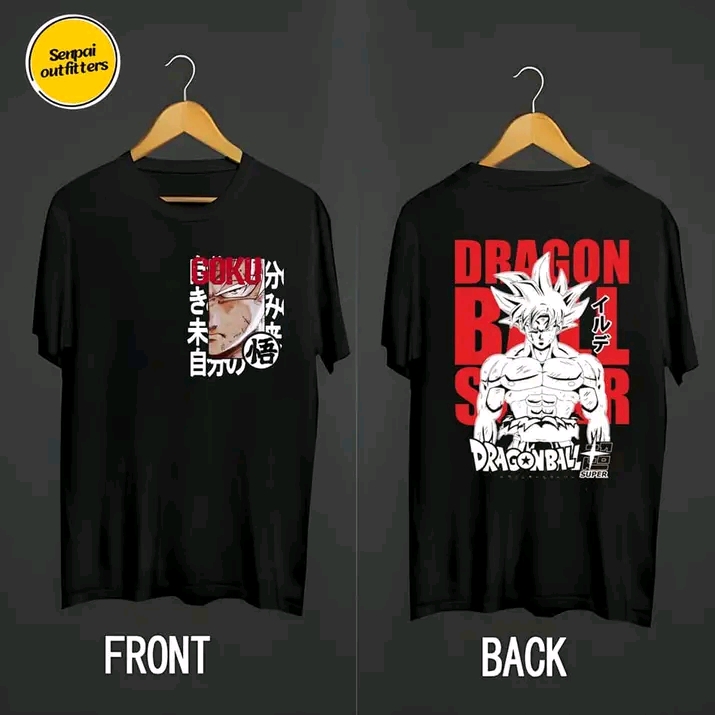 Senpai
outfitters
GOKU
分
き
み
未
自分の
悟
DRAGON
BALL
SUPER
イルデ
DRAGONBALL
超
SUPER
FRONT
BACK